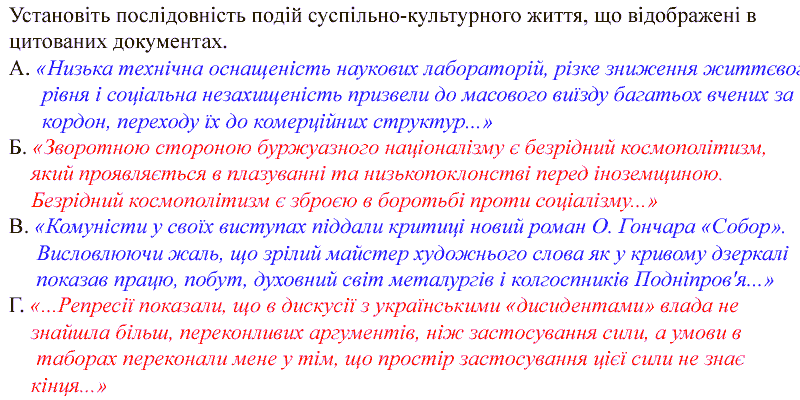 Установіть послідовність подій суспільно-культурного життя, що відображені в
цитованих документах.
А. «Низька технічна оснащеність наукових лабораторій, різке зниження життєвог
рівня і соціальна незахищеність призвели до масового виїзду багатьох вчених за
кордон, переходу їх до комерційних структур...»
Б. «Зворотною стороною буржуазного націоналізму є безрідний космополітизм,
який проявляється в плазуванні та низькопоклонстві перед іноземщиною.
Безрідний космополітизм є зброєю в боротьбі проти соціалізму...»
В. «Комуністи у своїх виступах піддали критиці новий роман О. Гончара «Собор».
Висловлюючи жаль, що зрілий майстер художнього слова як у кривому дзеркалі
показав працю, побут, духовний світ металургів і колгоспників Подніпров'я...»
Г. «...Репресії показали, що в дискусії з українськими «дисидентами» влада не
знайшла більш, переконливих аргументів, ніж застосування сили, а умови в
таборах переконали мене у тім, що простір застосування цієї сили не знає
кінця...»